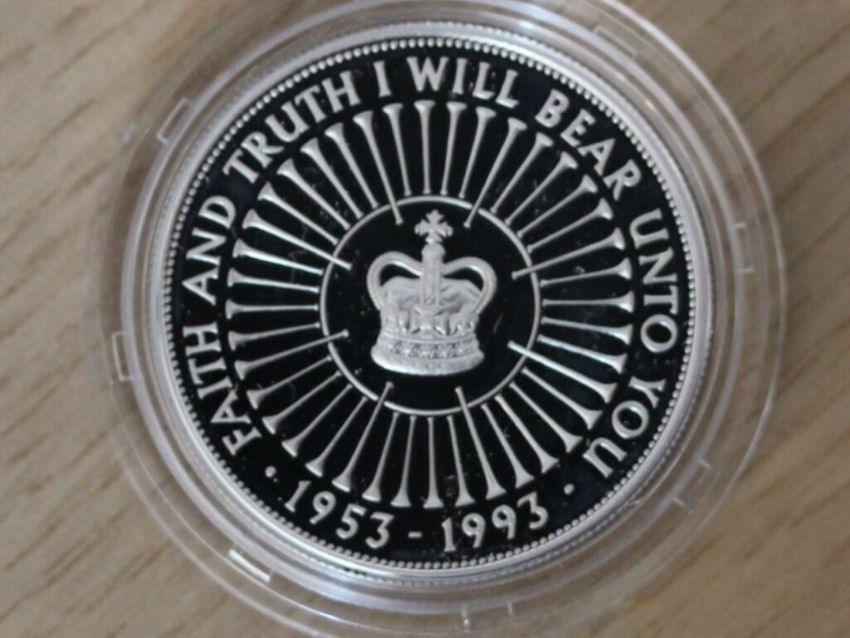 FAITH AND TRUTH I WILL BEAR UNTO YOU
· 1953 - 1993 ·